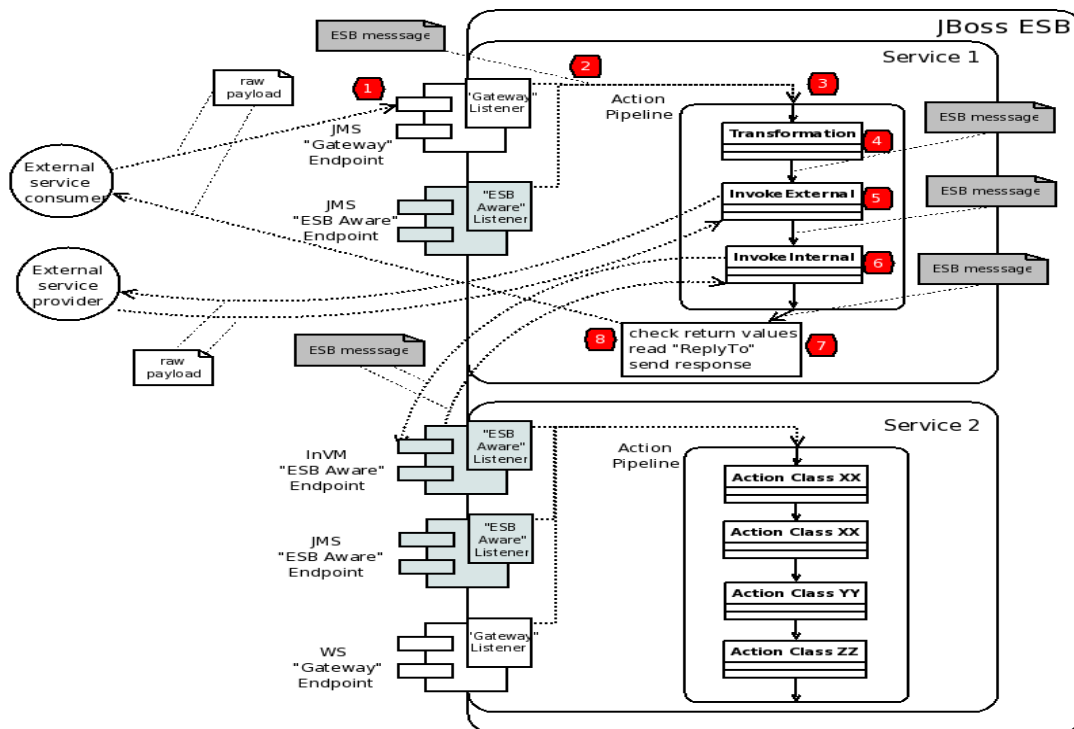 JBoss ESB
ESB messsage
Service 1
2
raw
payload
1
"Gateway"
Listener
3
Action
Pipeline
ESB messsage
JMS
"Gateway"
Endpoint
Transformation
4
External
service
consumer
JMS
"ESB Aware"
Endpoint
"ESB
Aware"
Listener
InvokeExternal
5
ESB messsage
External
service
provider
InvokeInternal
6
ESB messsage
8
check return values
read "ReplyTo"
send response
7
raw
payload
ESB messsage
Service 2
InVM
"ESB Aware"
Endpoint
"ESB
Aware"
Listener
Action
Pipeline
Action Class XX
JMS
"ESB Aware"
Endpoint
"ESB
Aware"
Listener
Action Class XX
Action Class YY
WS
"Gateway"
Endpoint
"Gateway"
Listener
Action Class ZZ